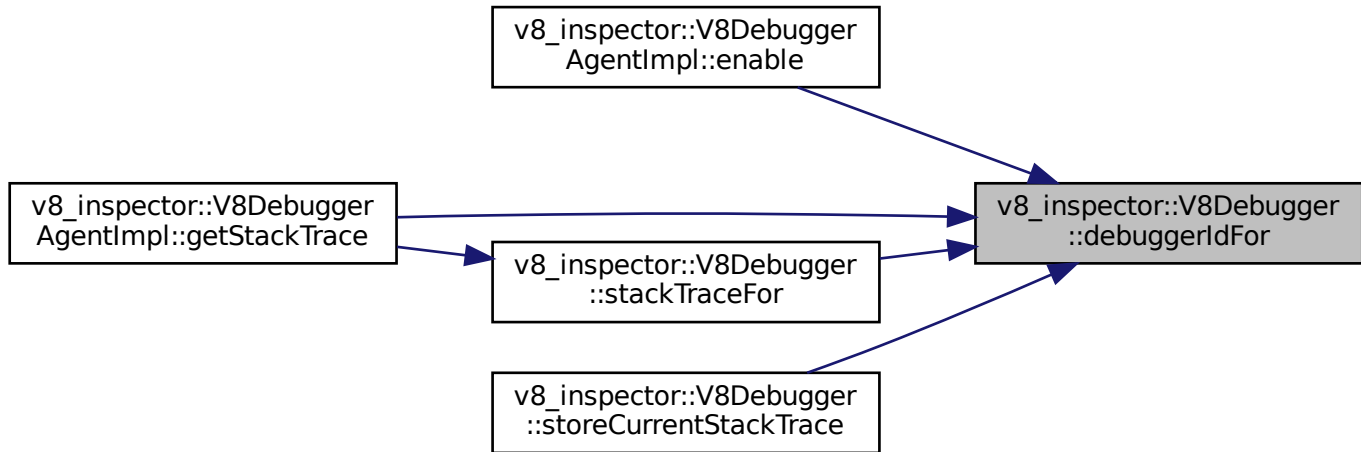 v8_inspector::V8Debugger
AgentImpl::enable
v8_inspector::V8Debugger
AgentImpl::getStackTrace
v8_inspector::V8Debugger
::debuggerIdFor
v8_inspector::V8Debugger
::stackTraceFor
v8_inspector::V8Debugger
::storeCurrentStackTrace